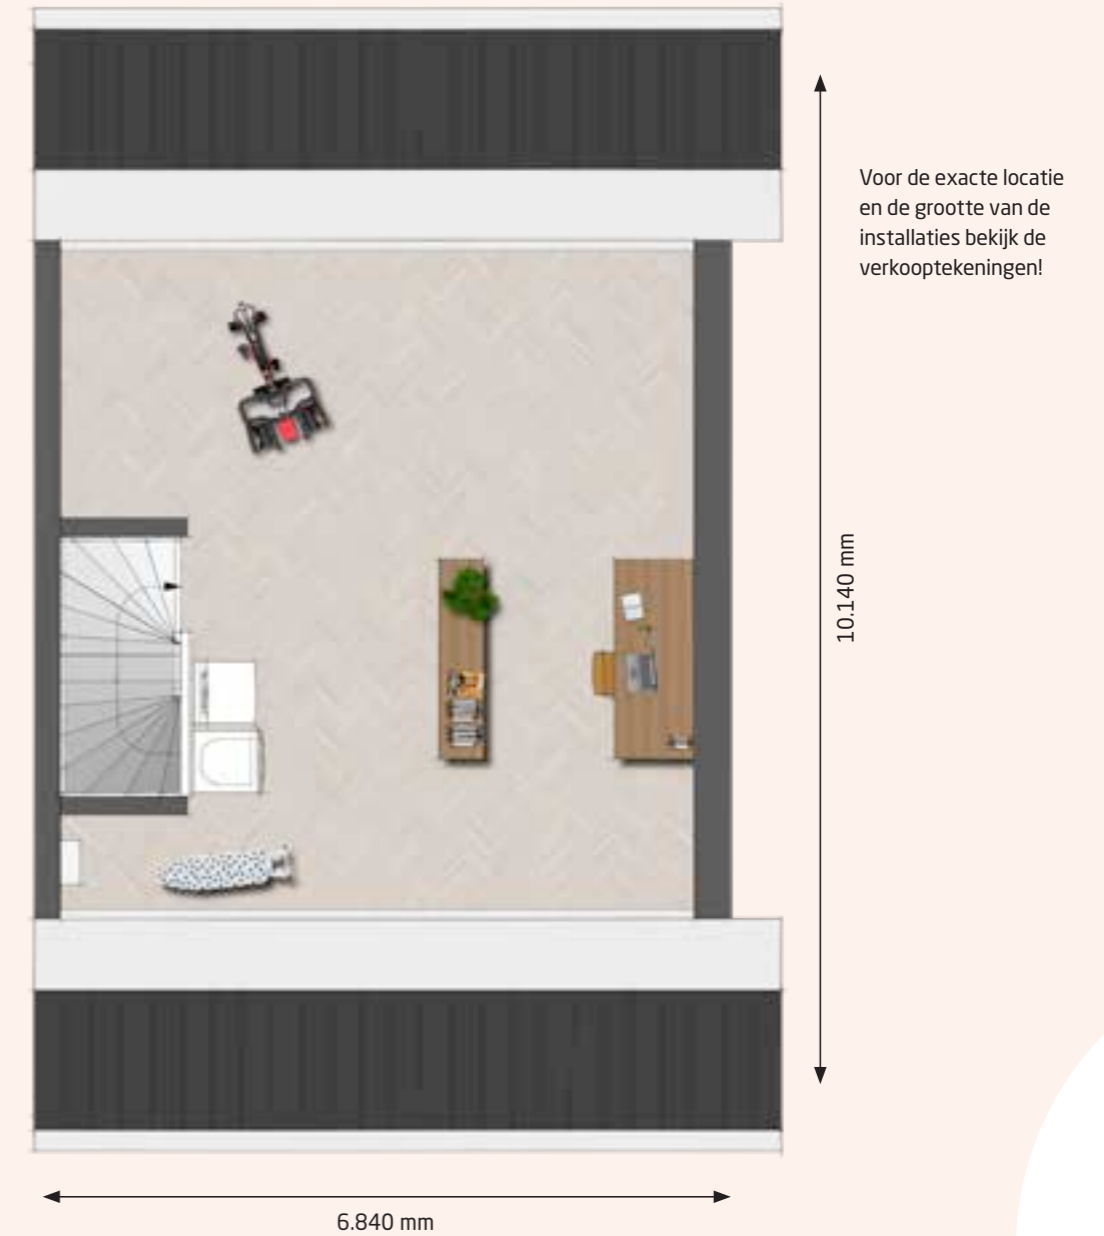 Voor de exacte locatie
en de grootte van de
installaties bekijk de
verkooptekeningen!
10.140 mm
6.840 mm